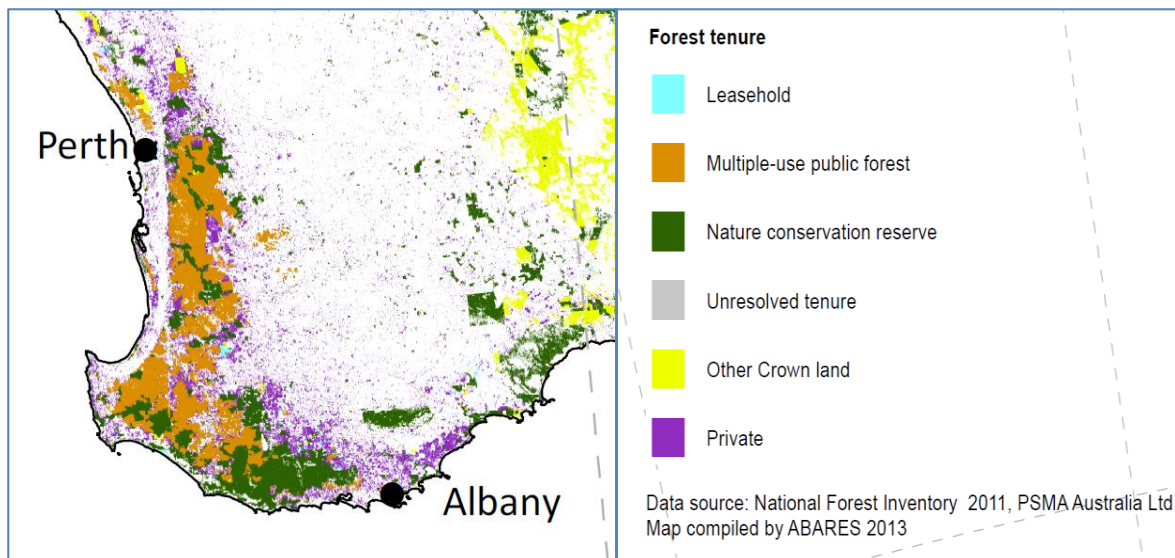 Perth
Albany
Forest tenure
Leasehold
Multiple-use public forest
Nature conservation reserve
Unresolved tenure
Other Crown land
Private
Data source: National Forest Inventory 2011, PSMA Australia Ltd
Map compiled by ABARES 2013